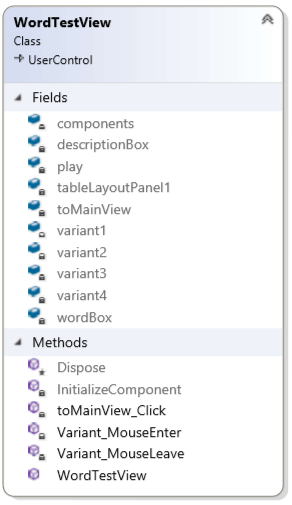 WordTestView
Class
UserControl
Fields
components
descriptionBox
play
tableLayoutPanel1
toMainView
variant1
variant2
variant3
variant4
wordBox
Methods
Dispose
InitializeComponent
toMainView_Click
Variant_MouseEnter
Variant_MouseLeave
WordTestView